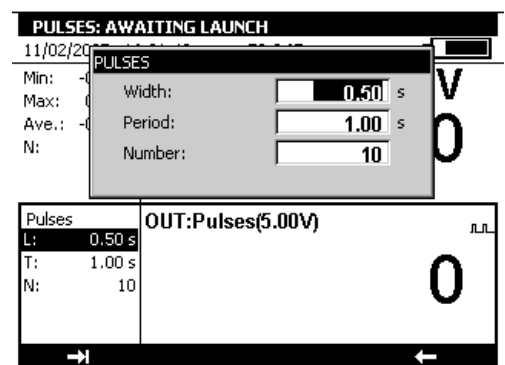 PULSES: AWAITING LAUNCH
11/02/20
PULSES
Min:
Width: 0.50 s
V
Max:
Ave.:
Period: 1.00 s
N:
Number: 10
0
Pulses
OUT:Pulses(5.00V)
L: 0.50 s
T: 1.00 s
N: 10
0